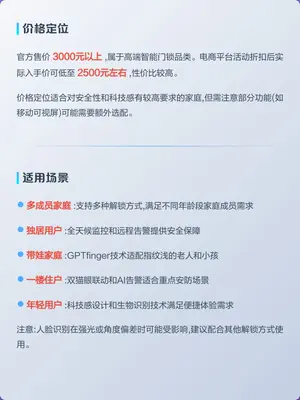 价格定位
官方售价 3000元以上 ,属于高端智能门锁品类。电商平台活动折扣后实
际入手价可低至 2500元左右 ,性价比较高。
价格定位适合对安全性和科技感有较高要求的家庭,但需注意部分功能(如
移动可视屏)可能需要额外选配。
适用场景
多成员家庭 :支持多种解锁方式,满足不同年龄段家庭成员需求
独居用户 :全天候监控和远程告警提供安全保障
带娃家庭 :GPTfinger技术适配指纹浅的老人和小孩
一楼住户 :双猫眼联动和AI告警适合重点安防场景
年轻用户 :科技感设计和生物识别技术满足便捷体验需求
注意:人脸识别在强光或角度偏差时可能受影响,建议配合其他解锁方式使
用。